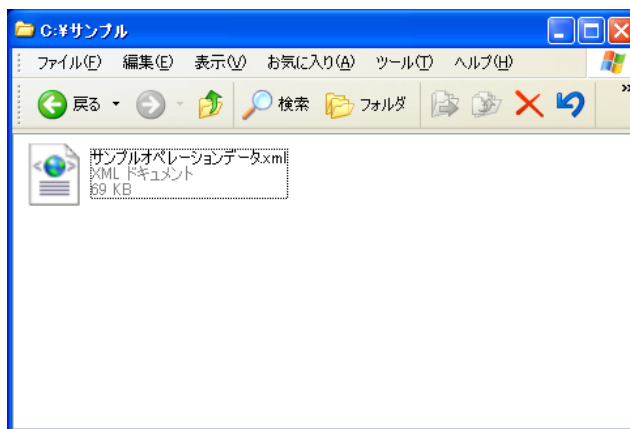 C:¥サンプル
ファイル(F) 編集(E) 表示(V) お気に入り(A) ツール(T) ヘルプ(H)
戻る 検索 フォルダ »
サンプルオペレーションデータ.xml
XML ドキュメント
69 KB